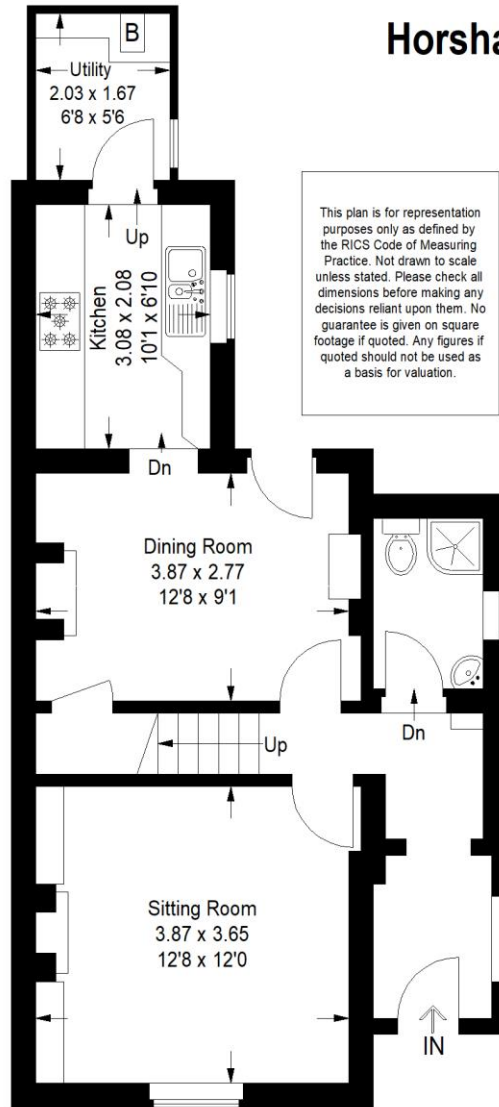 Horsha
B
Utility
2.03 x 1.67
6'8 x 5'6
This plan is for representation
purposes only as defined by
the RICS Code of Measuring
Practice. Not drawn to scale
unless stated. Please check all
dimensions before making any
decisions reliant upon them. No
guarantee is given on square
footage if quoted. Any figures if
quoted should not be used as
a basis for valuation.
Up
Kitchen
3.08 x 2.08
10'1 x 6'10
Dn
Dining Room
3.87 x 2.77
12'8 x 9'1
Up
Dn
Sitting Room
3.87 x 3.65
12'8 x 12'0
IN